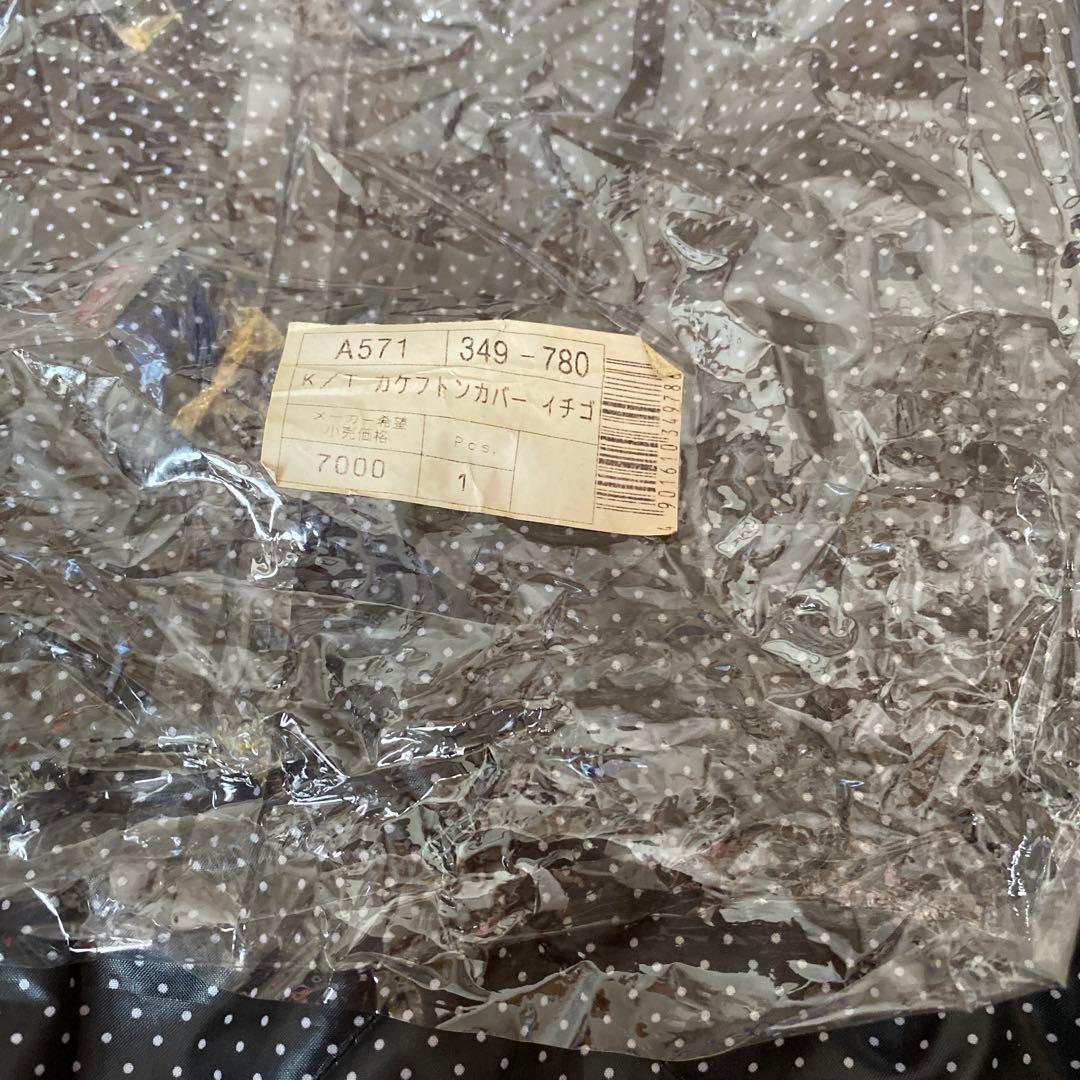 A571 349-780
K/T カケフトンカバー イチゴ
メーカー希望
小売価格
Pcs.
7000 1